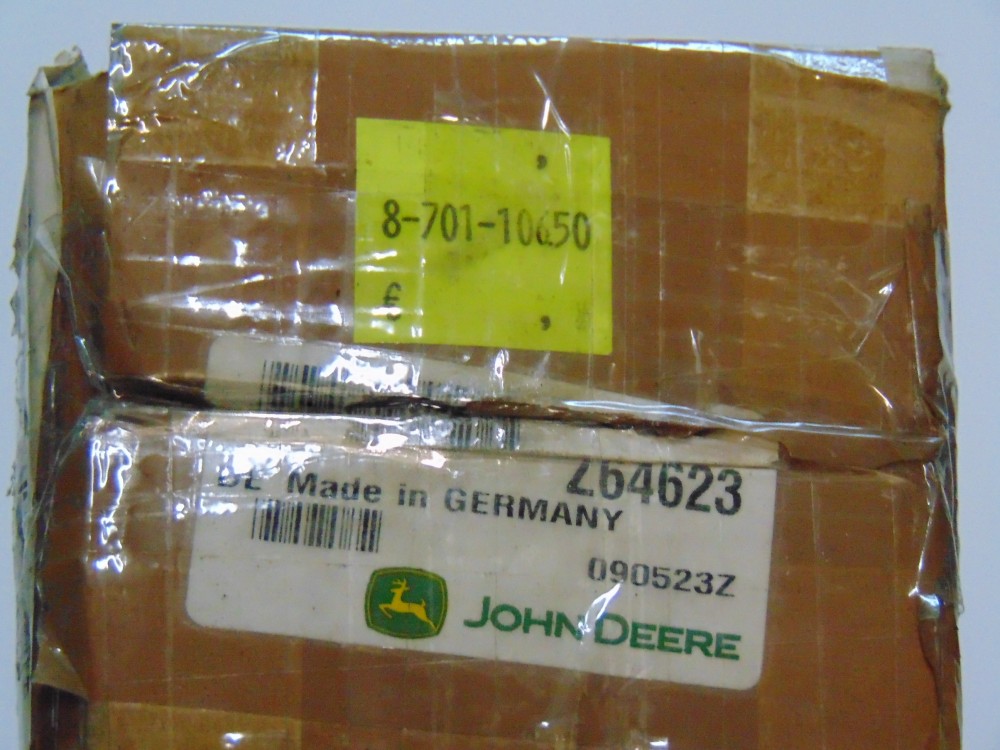 ,
8-701-10650
€ ,
Z64623
DE Made in GERMANY
090523Z
JOHN DEERE